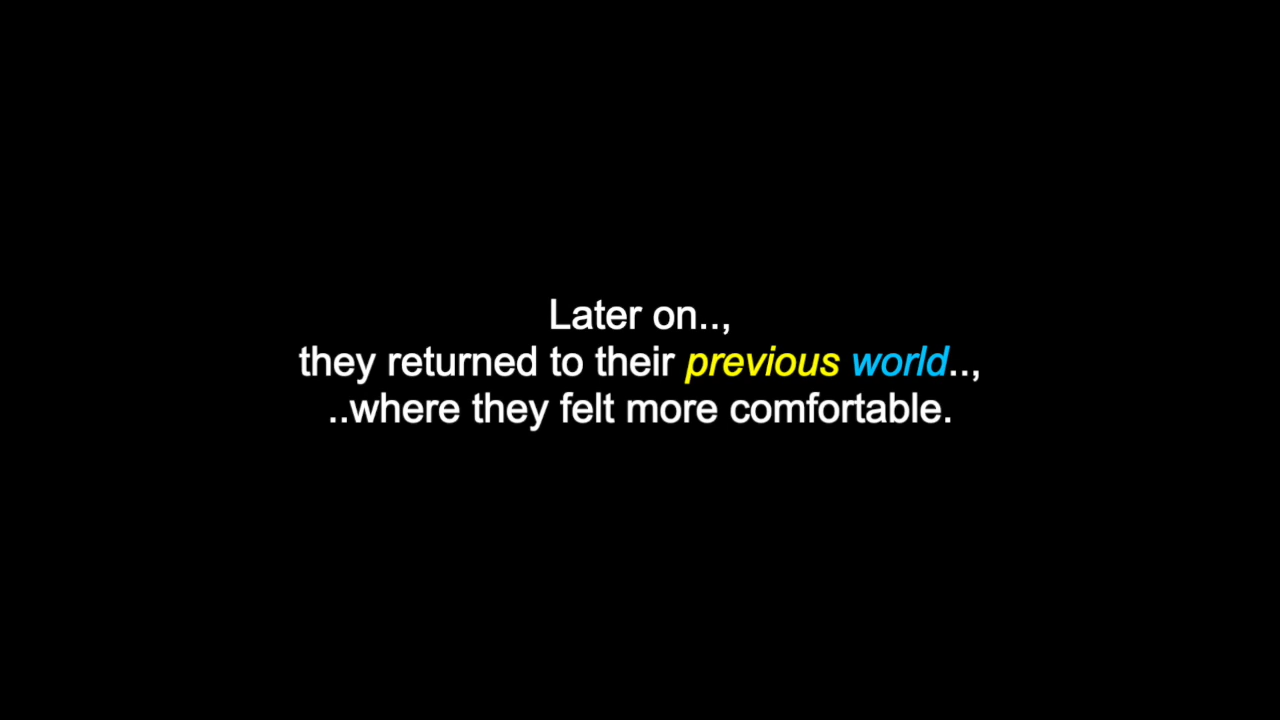 Later on..,
they returned to their previous world..,
..where they felt more comfortable.